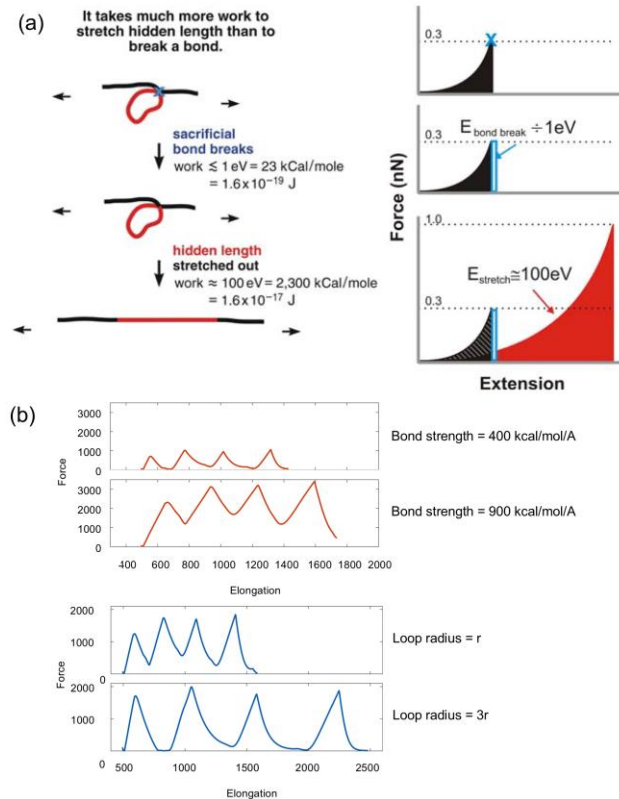 (a)
It takes much more work to
stretch hidden length than to
break a bond.
sacrificial
bond breaks
work ≲ 1 eV = 23 kCal/mole
= 1.6x10⁻¹⁹ J
hidden length
stretched out
work ≈ 100 eV = 2,300 kCal/mole
= 1.6x10⁻¹⁷ J
Force (nN)
0.3
0.3
E bond break ÷ 1eV
1.0
E stretch ≅ 100eV
0.3
Extension
(b)
3000
2000
1000
0
Bond strength = 400 kcal/mol/A
Force
3000
2000
1000
0
Bond strength = 900 kcal/mol/A
400 600 800 1000 1200 1400 1600 1800 2000
Elongation
2000
1000
0
Loop radius = r
Force
2000
1000
0
Loop radius = 3r
500 1000 1500 2000 2500
Elongation